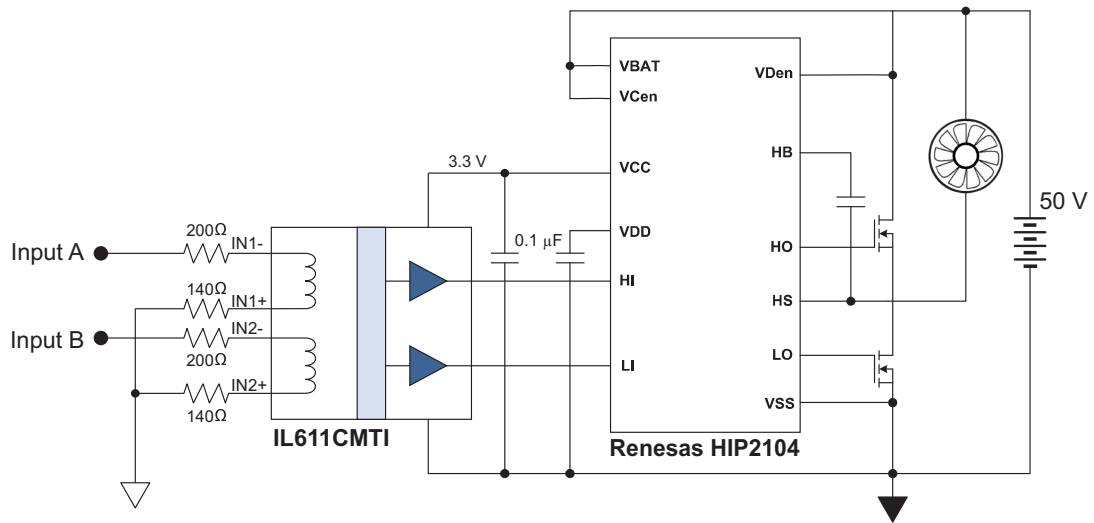 VBAT
VDen
VCen
HB
3.3 V
VCC
50 V
200Ω
IN1-
0.1 μF
VDD
Input A
HO
140Ω
IN1+
HI
HS
Input B
IN2-
200Ω
LO
LI
IN2+
140Ω
VSS
IL611CMTI
Renesas HIP2104